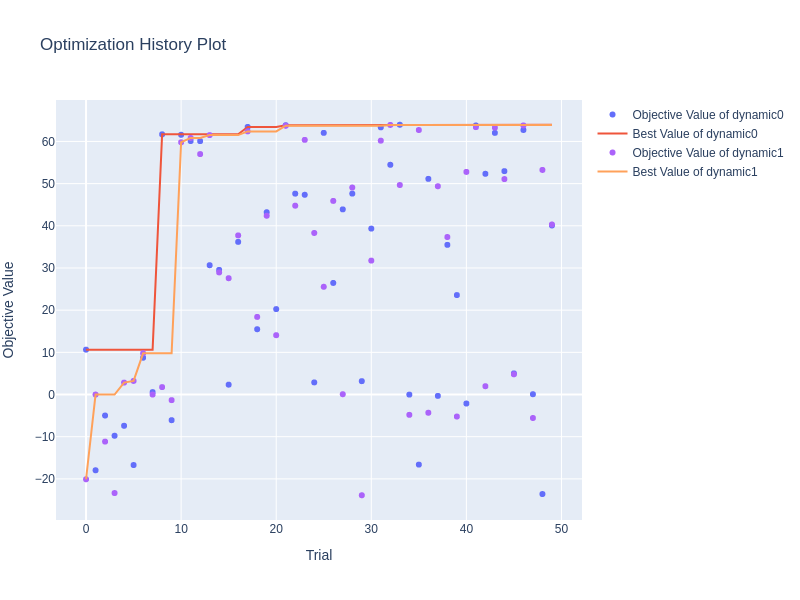 Optimization History Plot
Objective Value of dynamic0
Best Value of dynamic0
Objective Value of dynamic1
Best Value of dynamic1
60
50
40
30
20
10
0
−10
−20
Objective Value
0 10 20 30 40 50
Trial